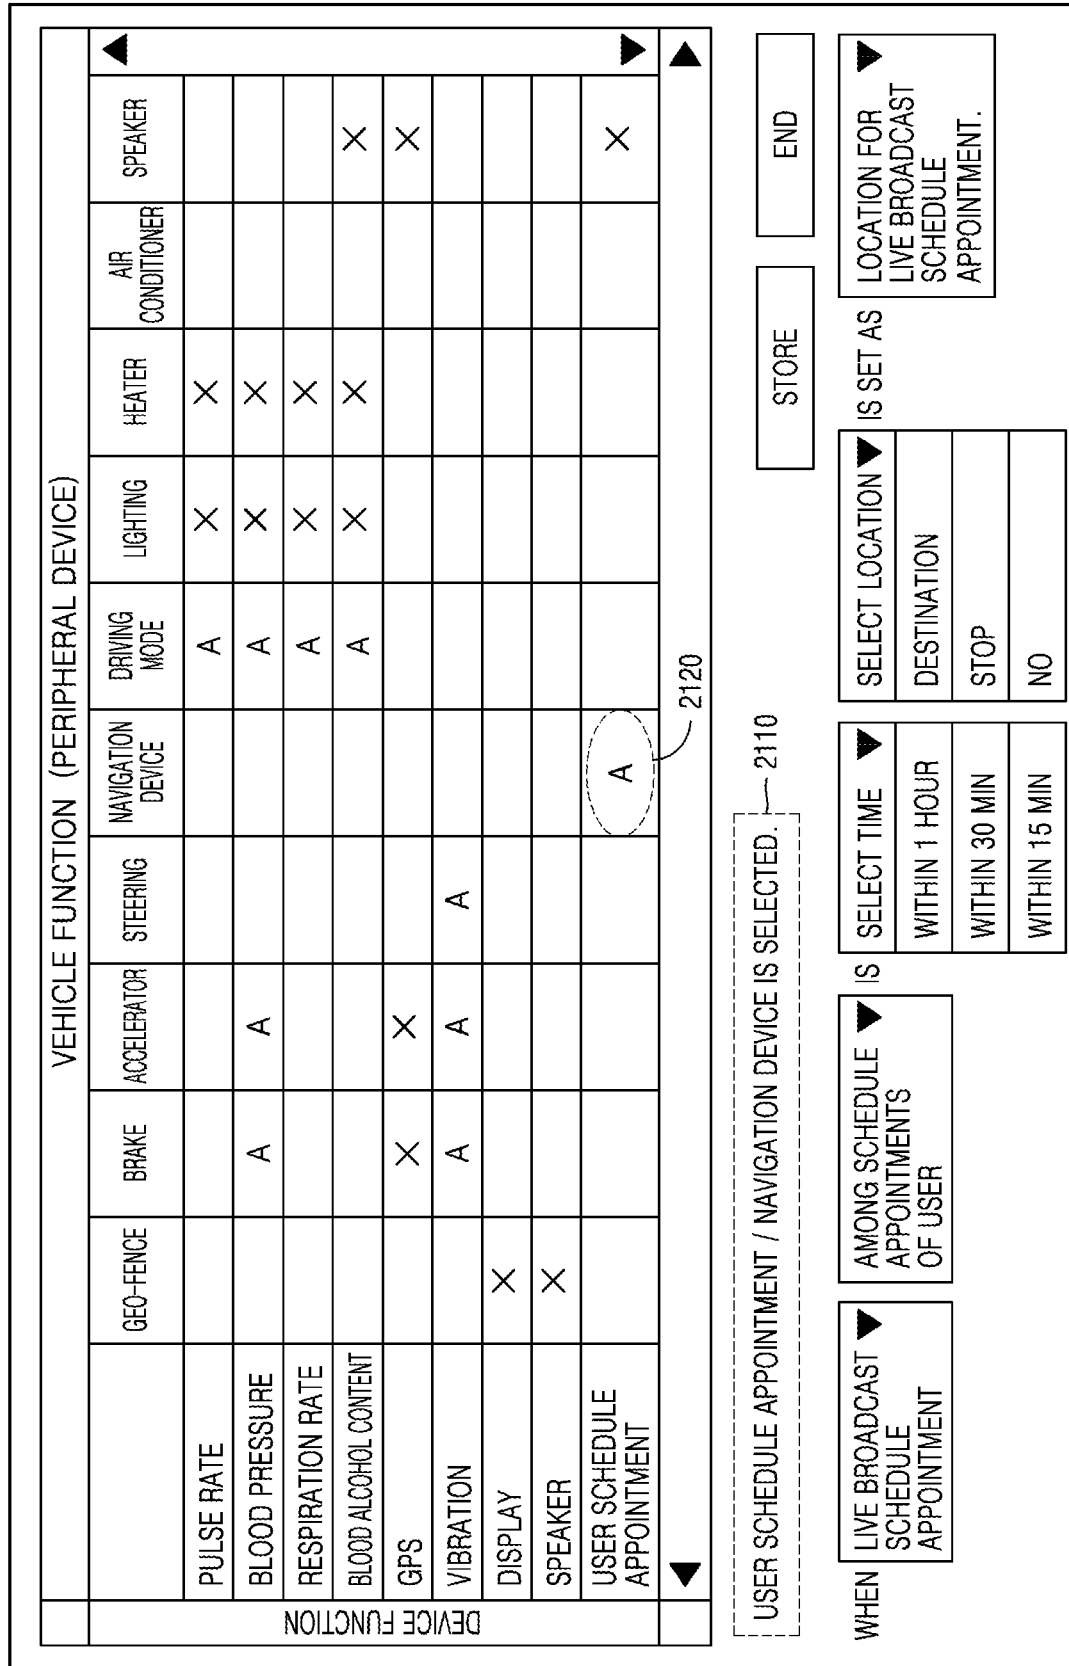 VEHICLE FUNCTION (PERIPHERAL DEVICE)
GEO-FENCE BRAKE ACCELERATOR STEERING NAVIGATION DEVICE DRIVING MODE LIGHTING HEATER AIR CONDITIONER SPEAKER
DEVICE FUNCTION
PULSE RATE A X X
BLOOD PRESSURE A A A X X
RESPIRATION RATE A X X
BLOOD ALCOHOL CONTENT A X X X
GPS X X X
VIBRATION A A A
DISPLAY X
SPEAKER X
USER SCHEDULE APPOINTMENT A X
2120
USER SCHEDULE APPOINTMENT / NAVIGATION DEVICE IS SELECTED. 2110
STORE
END
WHEN
LIVE BROADCAST
SCHEDULE
APPOINTMENT
AMONG SCHEDULE
APPOINTMENTS
OF USER
IS
SELECT TIME
WITHIN 1 HOUR
WITHIN 30 MIN
WITHIN 15 MIN
SELECT LOCATION
DESTINATION
STOP
NO
IS SET AS
LOCATION FOR
LIVE BROADCAST
SCHEDULE
APPOINTMENT.